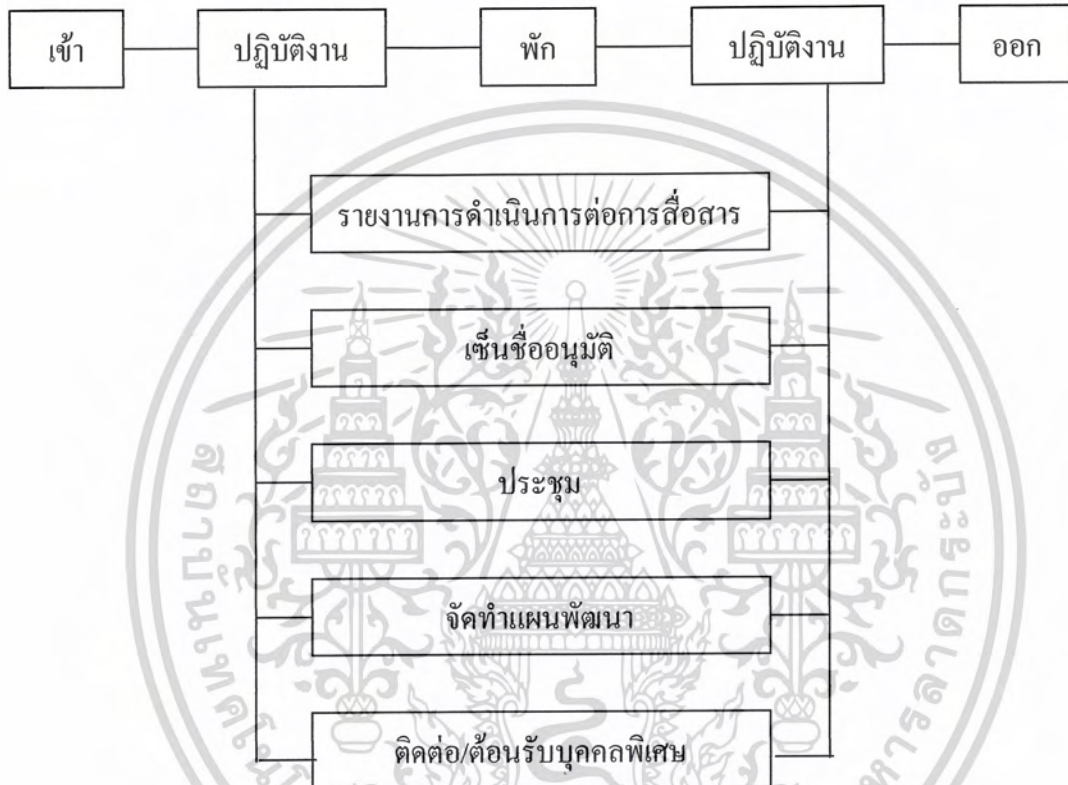 เข้า
ปฏิบัติงาน
พัก
ปฏิบัติงาน
ออก
รายงานการดำเนินการต่อการสื่อสาร
เซ็นชื่ออนุมัติ
ประชุม
จัดทำแผนพัฒนา
ติดต่อ/ต้อนรับบุคคลพิเศษ